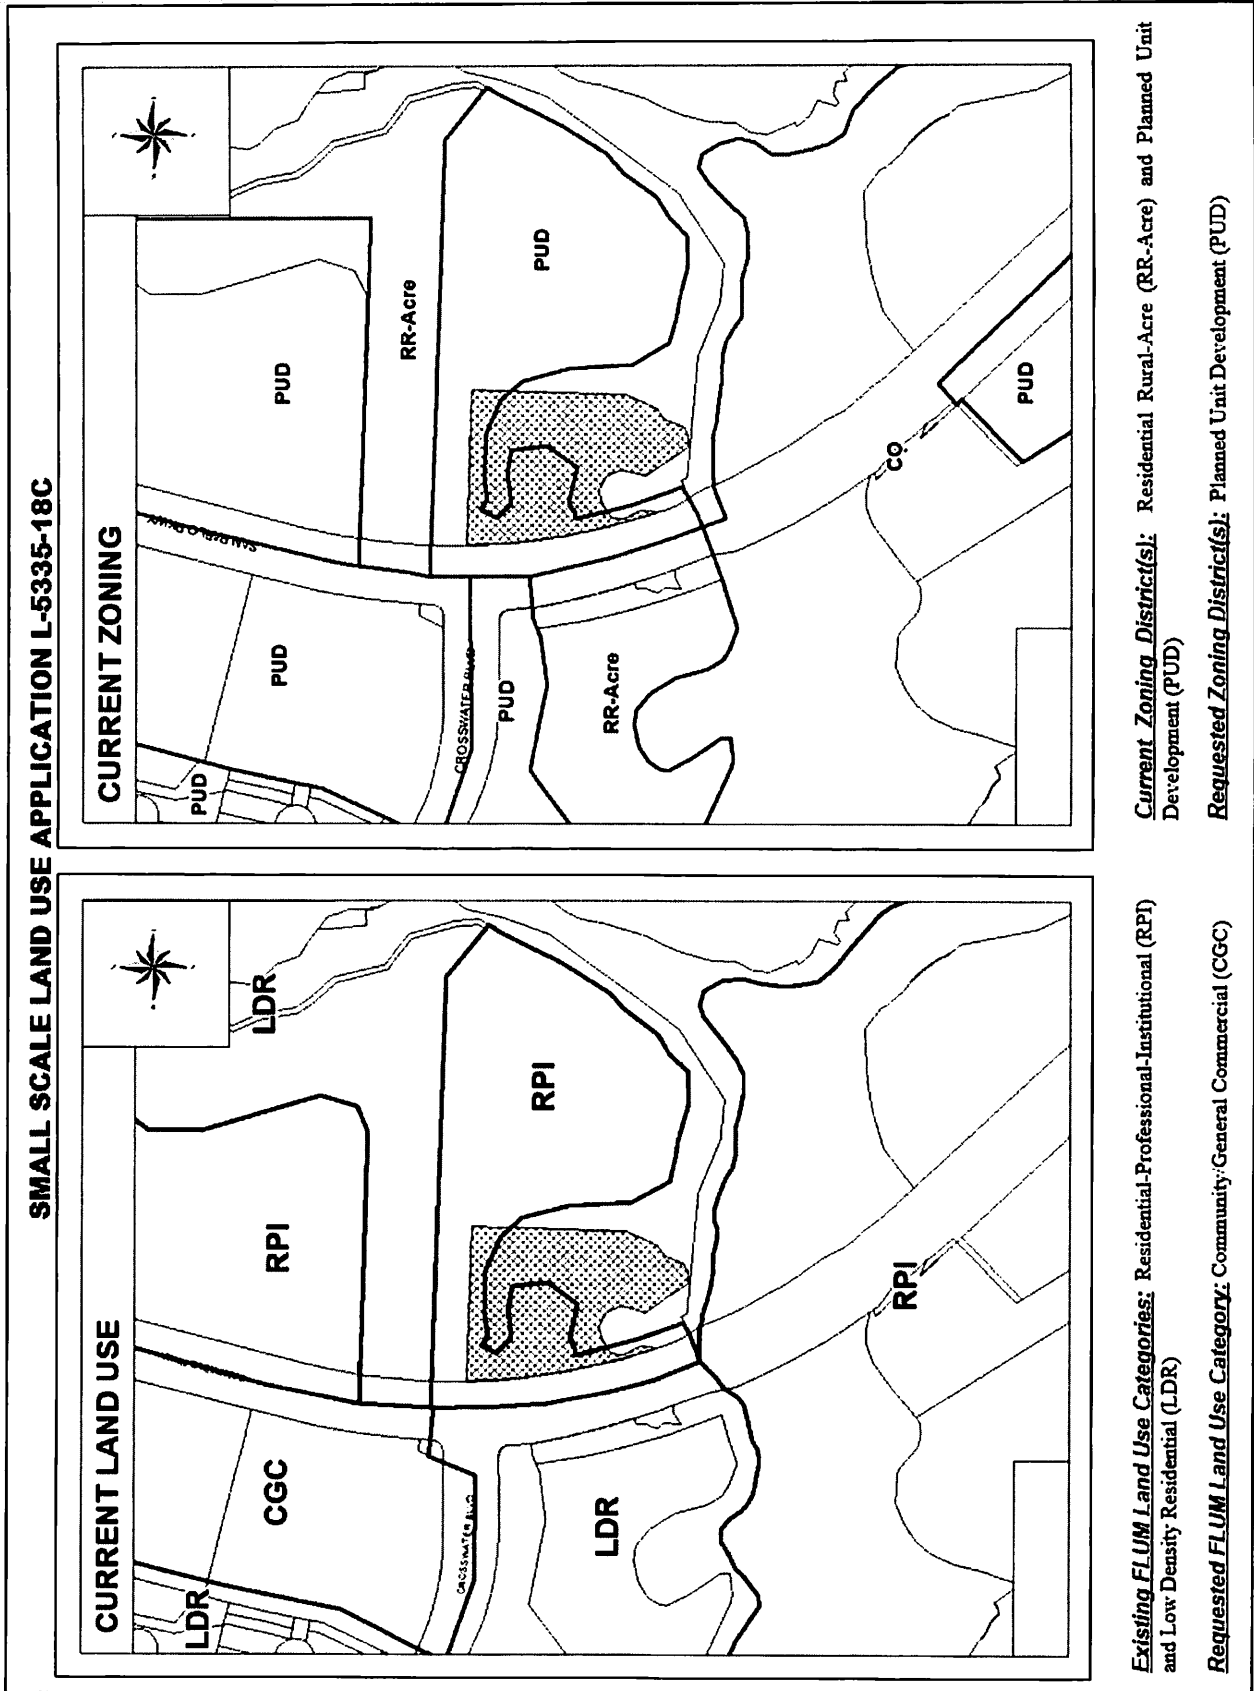 SMALL SCALE LAND USE APPLICATION L-5335-18C
CURRENT LAND USE
LDR
LDR
CGC
RPI
CROSSWATER BLVD
RPI
LDR
RPI
Existing FLUM Land Use Categories: Residential-Professional-Institutional (RPI)
and Low Density Residential (LDR)
Requested FLUM Land Use Category: Community/General Commercial (CGC)
CURRENT ZONING
SAN PABLO PKWY
PUD
PUD
PUD
RR-Acre
CROSSWATER BLVD
PUD
PUD
RR-Acre
CO
PUD
Current Zoning District(s): Residential Rural-Acre (RR-Acre) and Planned Unit
Development (PUD)
Requested Zoning District(s): Planned Unit Development (PUD)